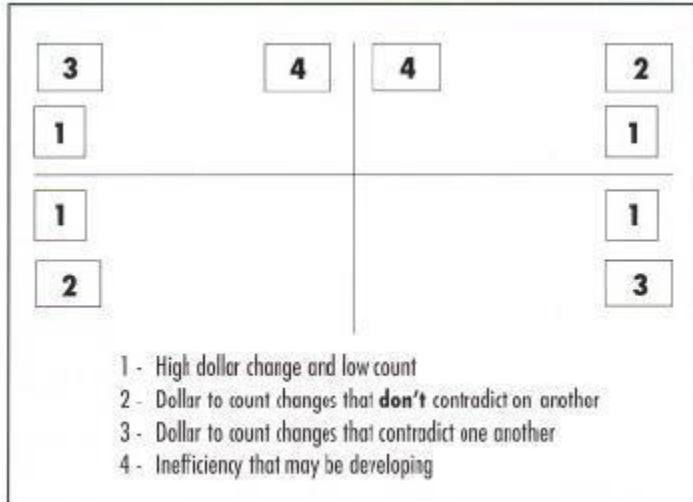 3 4 4 2
1 1
1 1
2 3
1 - High dollar change and low count
2 - Dollar to count changes that don't contradict on another
3 - Dollar to count changes that contradict one another
4 - Inefficiency that may be developing